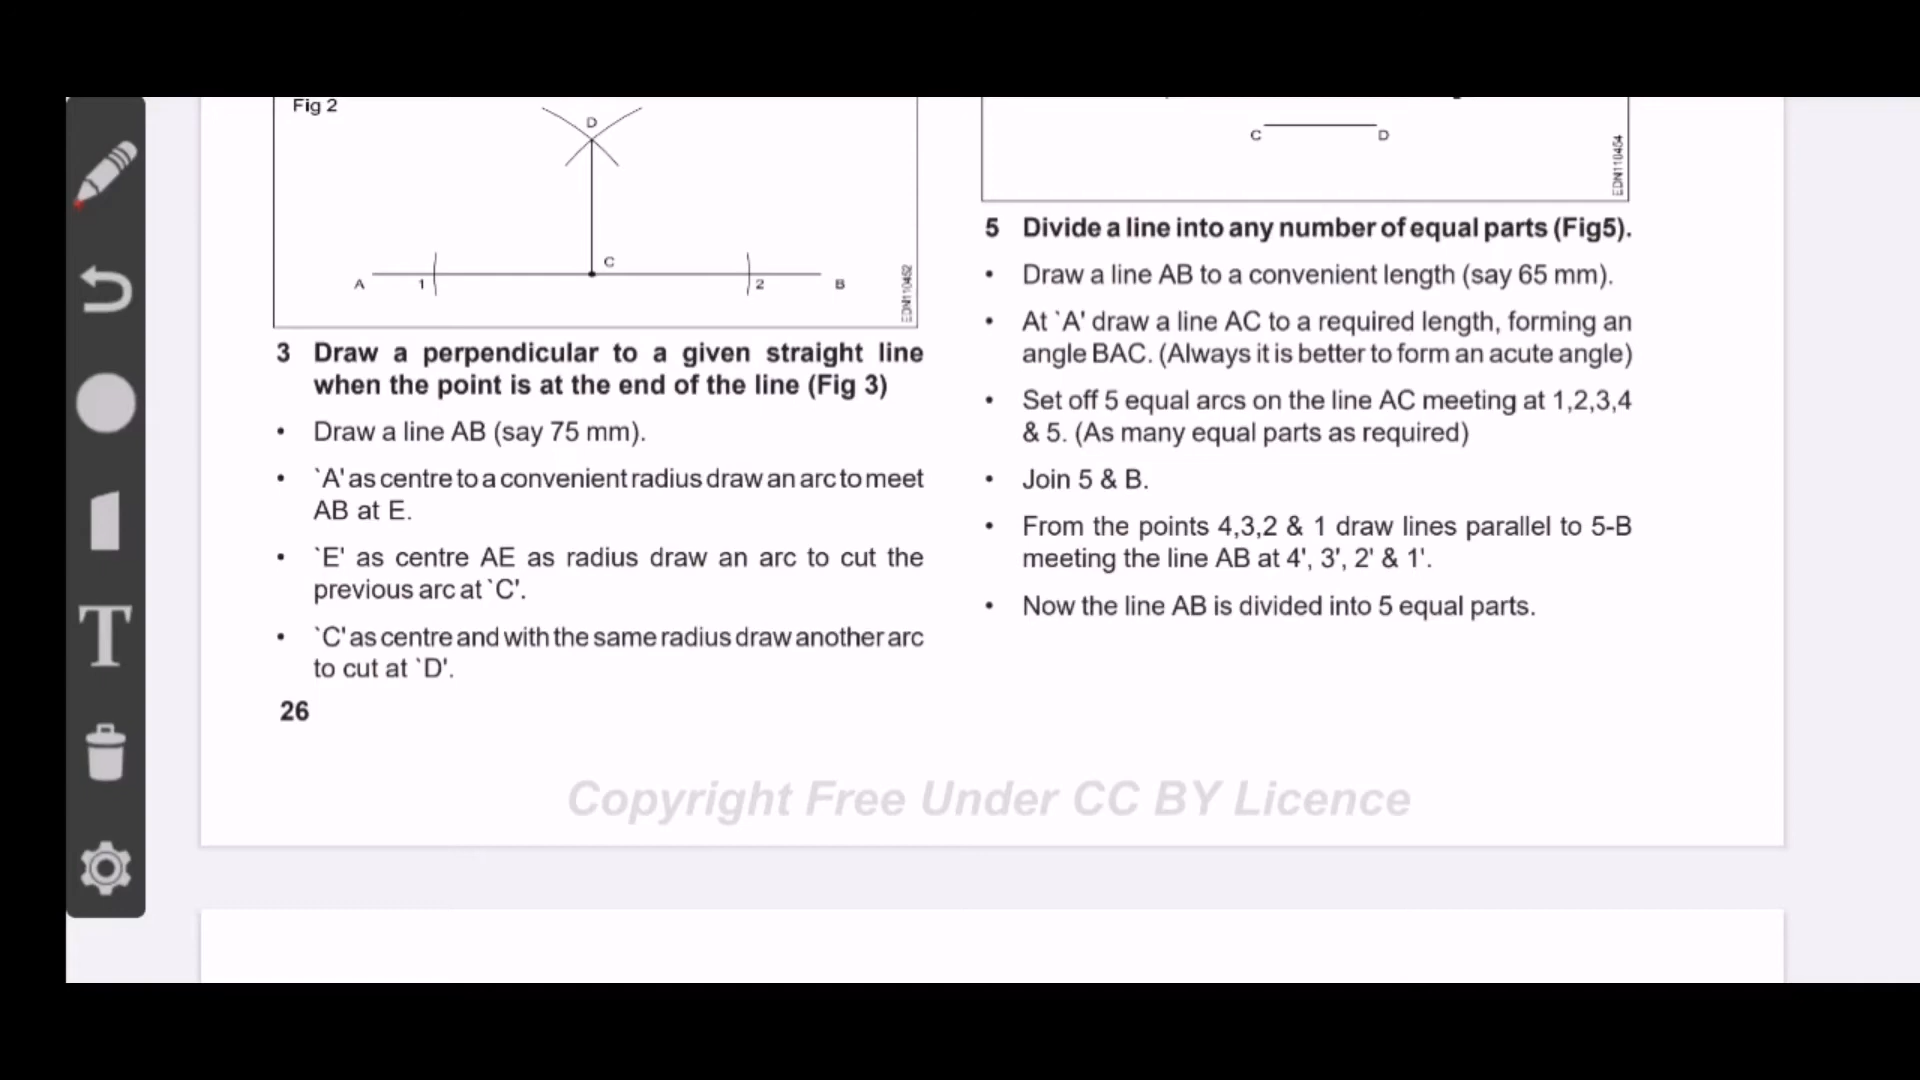 Fig 2
D
C
A
1
2
B
EDN110452
3 Draw a perpendicular to a given straight line
when the point is at the end of the line (Fig 3)
• Draw a line AB (say 75 mm).
• `A' as centre to a convenient radius draw an arc to meet
AB at E.
• `E' as centre AE as radius draw an arc to cut the
previous arc at `C'.
• `C' as centre and with the same radius draw another arc
to cut at `D'.
26
C
D
EDN110454
5 Divide a line into any number of equal parts (Fig5).
• Draw a line AB to a convenient length (say 65 mm).
• At `A' draw a line AC to a required length, forming an
angle BAC. (Always it is better to form an acute angle)
• Set off 5 equal arcs on the line AC meeting at 1,2,3,4
& 5. (As many equal parts as required)
• Join 5 & B.
• From the points 4,3,2 & 1 draw lines parallel to 5-B
meeting the line AB at 4', 3', 2' & 1'.
• Now the line AB is divided into 5 equal parts.
Copyright Free Under CC BY Licence
T